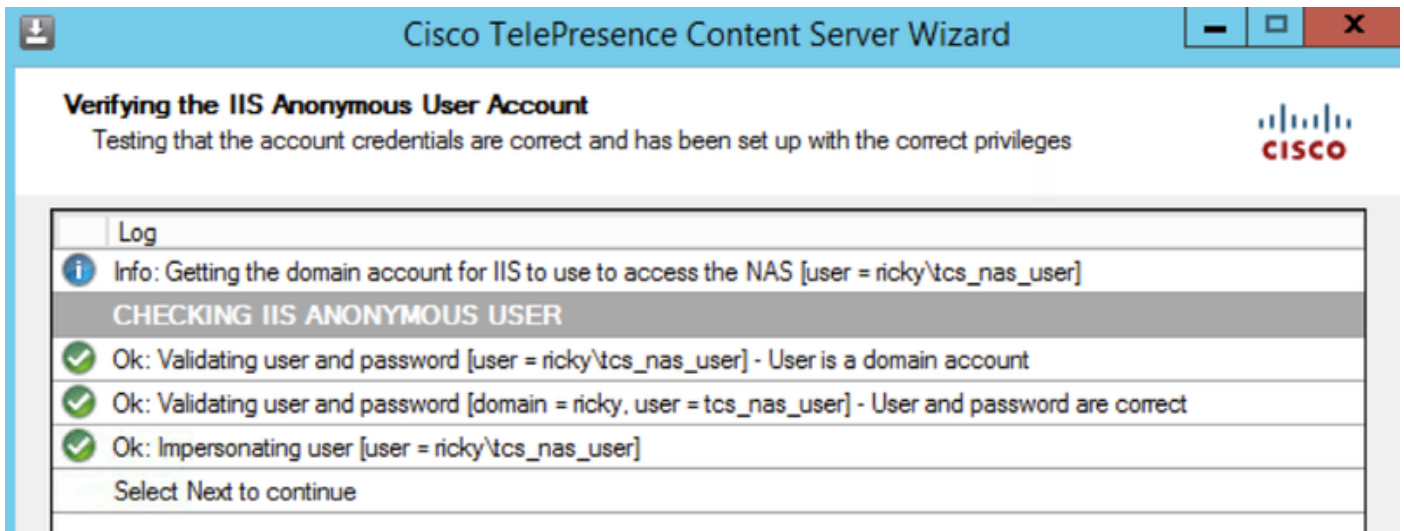 Cisco TelePresence Content Server Wizard
Verifying the IIS Anonymous User Account
Testing that the account credentials are correct and has been set up with the correct privileges
CISCO
Log
Info: Getting the domain account for IIS to use to access the NAS [user = ricky\tcs_nas_user]
CHECKING IIS ANONYMOUS USER
Ok: Validating user and password [user = ricky\tcs_nas_user] - User is a domain account
Ok: Validating user and password [domain = ricky, user = tcs_nas_user] - User and password are correct
Ok: Impersonating user [user = ricky\tcs_nas_user]
Select Next to continue